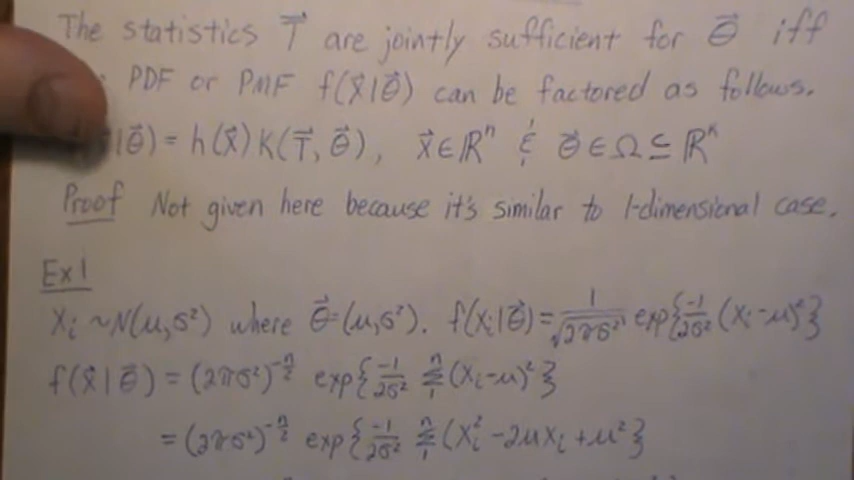 The statistics T⃗ are jointly sufficient for θ⃗ iff
PDF or PMF f(x⃗|θ⃗) can be factored as follows.
|θ⃗) = h(x⃗) K(T⃗, θ⃗), x⃗ ∈ ℝⁿ & θ⃗ ∈ Ω ⊆ ℝᵏ
Proof Not given here because it's similar to 1-dimensional case.
Ex 1
Xᵢ ~ N(μ, σ²) where θ⃗ = (μ, σ²). f(xᵢ|θ⃗) = 1/√(2πσ²) exp{-1/2σ² (xᵢ-μ)²}
f(x⃗|θ⃗) = (2πσ²)^(-n/2) exp{-1/2σ² Σ₁ⁿ (xᵢ-μ)²}
= (2πσ²)^(-n/2) exp{-1/2σ² Σ₁ⁿ (xᵢ² - 2μxᵢ + μ²}